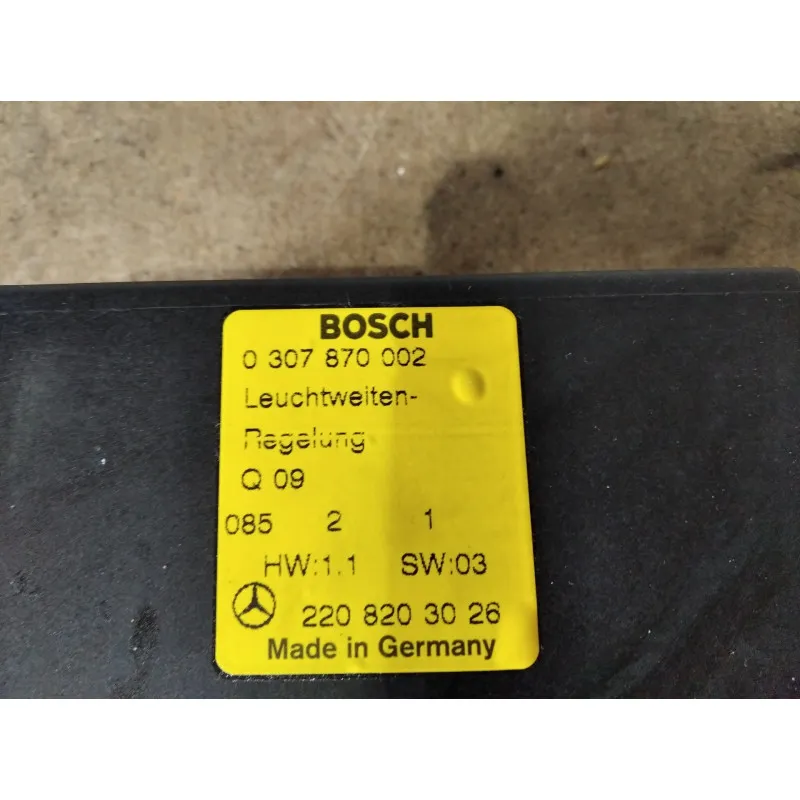 BOSCH
0 307 870 002
Leuchtweiten-
Regelung
Q 09
085 2 1
HW:1.1 SW:03
220 820 30 26
Made in Germany